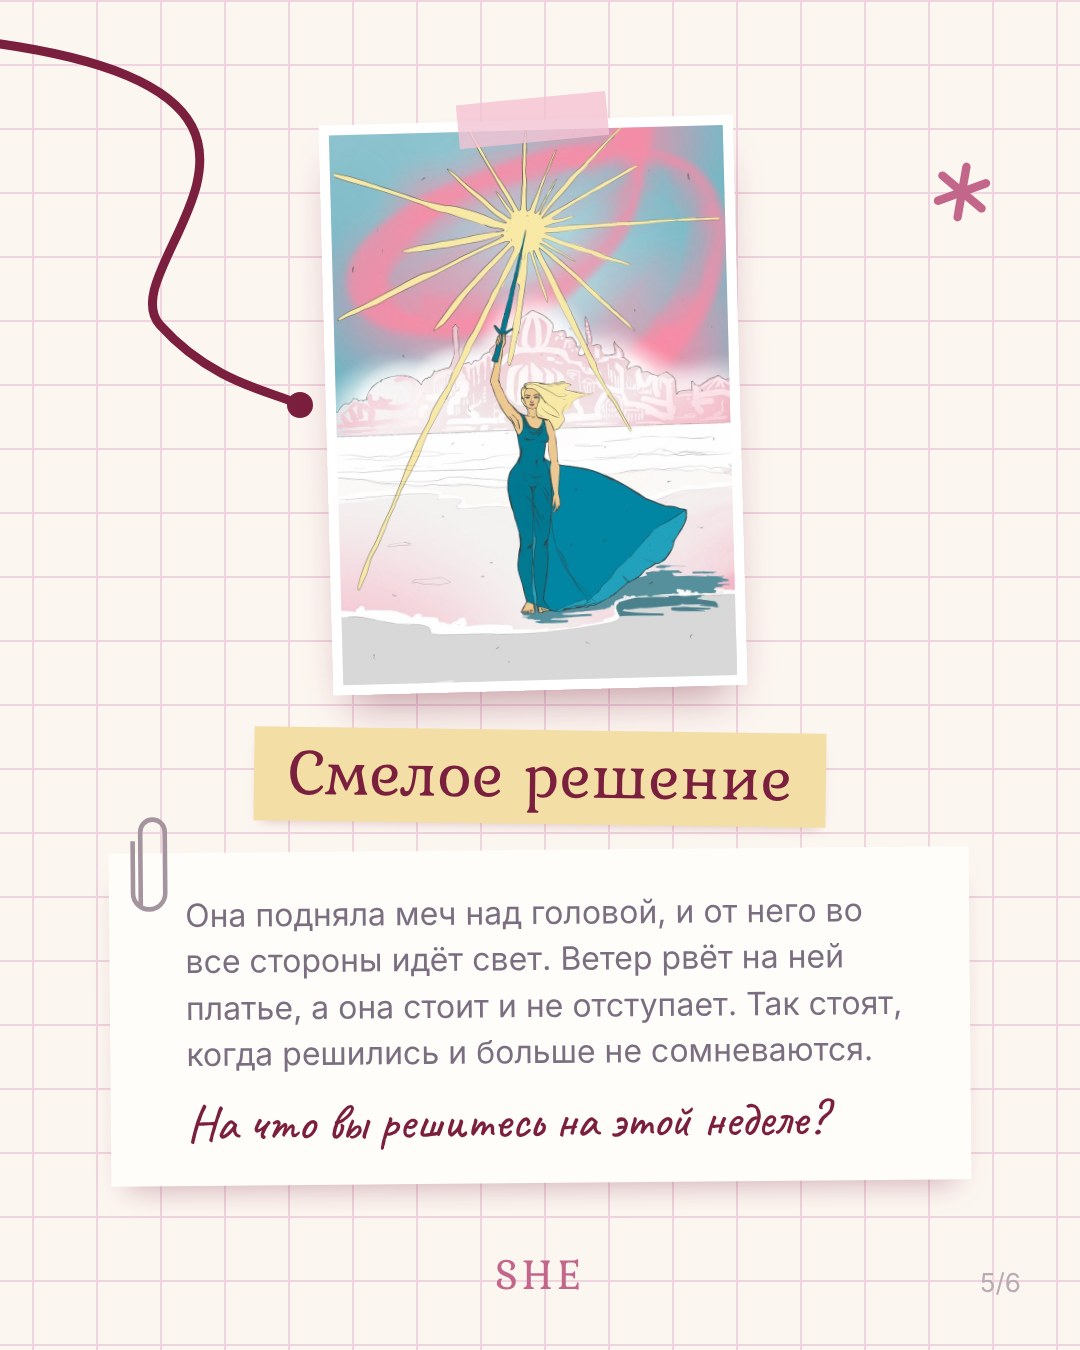 Смелое решение
Она подняла меч над головой, и от него во
все стороны идёт свет. Ветер рвёт на ней
платье, а она стоит и не отступает. Так стоят,
когда решились и больше не сомневаются.
На что вы решитесь на этой неделе?
SHE
5/6